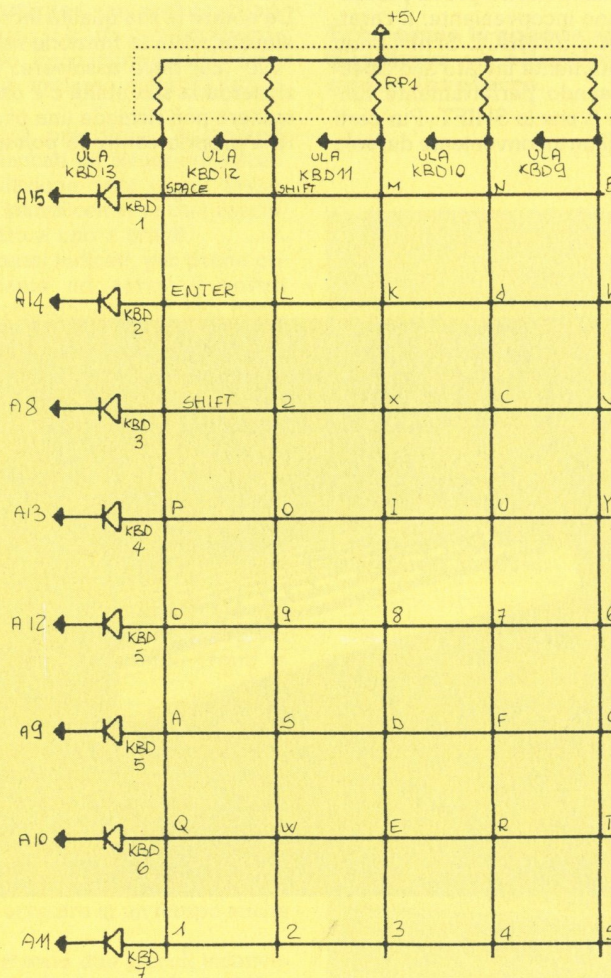 +5V
RP1
ULA KBD13 ULA KBD12 ULA KBD11 ULA KBD10 ULA KBD9
A15 KBD 1 SPACE SHIFT M N B
A14 KBD 2 ENTER L K J
A8 KBD 3 SHIFT 2 X C
A13 KBD 4 P O I U Y
A12 KBD 5 0 9 8 7 6
A9 KBD 5 A S D F
A10 KBD 6 Q W E R T
A11 KBD 7 1 2 3 4 5